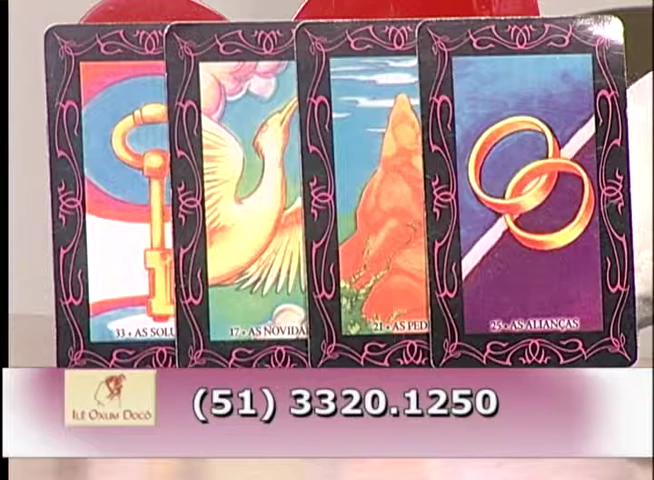 33 • AS SOLU
17 • AS NOVIDA
21 • AS PED
25 • AS ALIANÇAS
ILÊ OXUM DOCÔ
(51) 3320.1250